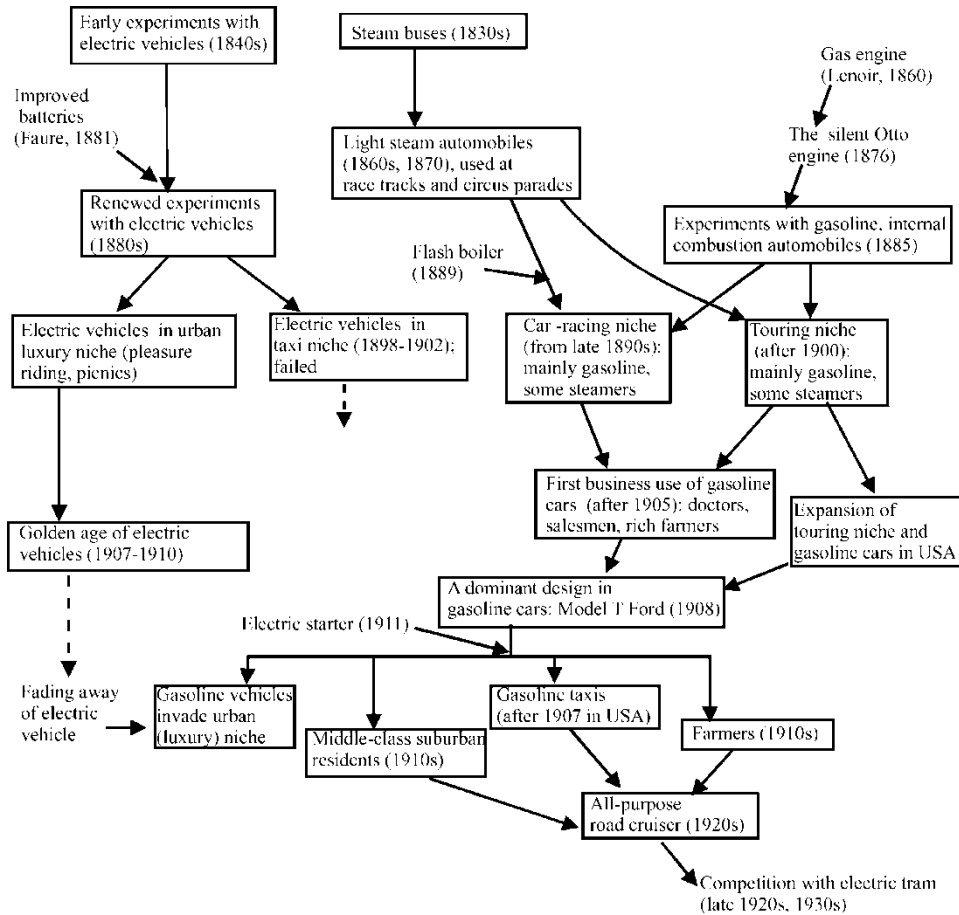 Early experiments with
electric vehicles (1840s)
Steam buses (1830s)
Gas engine
(Lenoir, 1860)
Improved
batteries
(Faure, 1881)
Light steam automobiles
(1860s, 1870), used at
race tracks and circus parades
The silent Otto
engine (1876)
Renewed experiments
with electric vehicles
(1880s)
Experiments with gasoline, internal
combustion automobiles (1885)
Flash boiler
(1889)
Electric vehicles in urban
luxury niche (pleasure
riding, picnics)
Electric vehicles in
taxi niche (1898-1902);
failed
Car -racing niche
(from late 1890s):
mainly gasoline,
some steamers
Touring niche
(after 1900):
mainly gasoline,
some steamers
First business use of gasoline
cars (after 1905): doctors,
salesmen, rich farmers
Expansion of
touring niche and
gasoline cars in USA
Golden age of electric
vehicles (1907-1910)
A dominant design in
gasoline cars: Model T Ford (1908)
Electric starter (1911)
Fading away
of electric
vehicle
Gasoline vehicles
invade urban
(luxury) niche
Middle-class suburban
residents (1910s)
Gasoline taxis
(after 1907 in USA)
Farmers (1910s)
All-purpose
road cruiser (1920s)
Competition with electric tram
(late 1920s, 1930s)